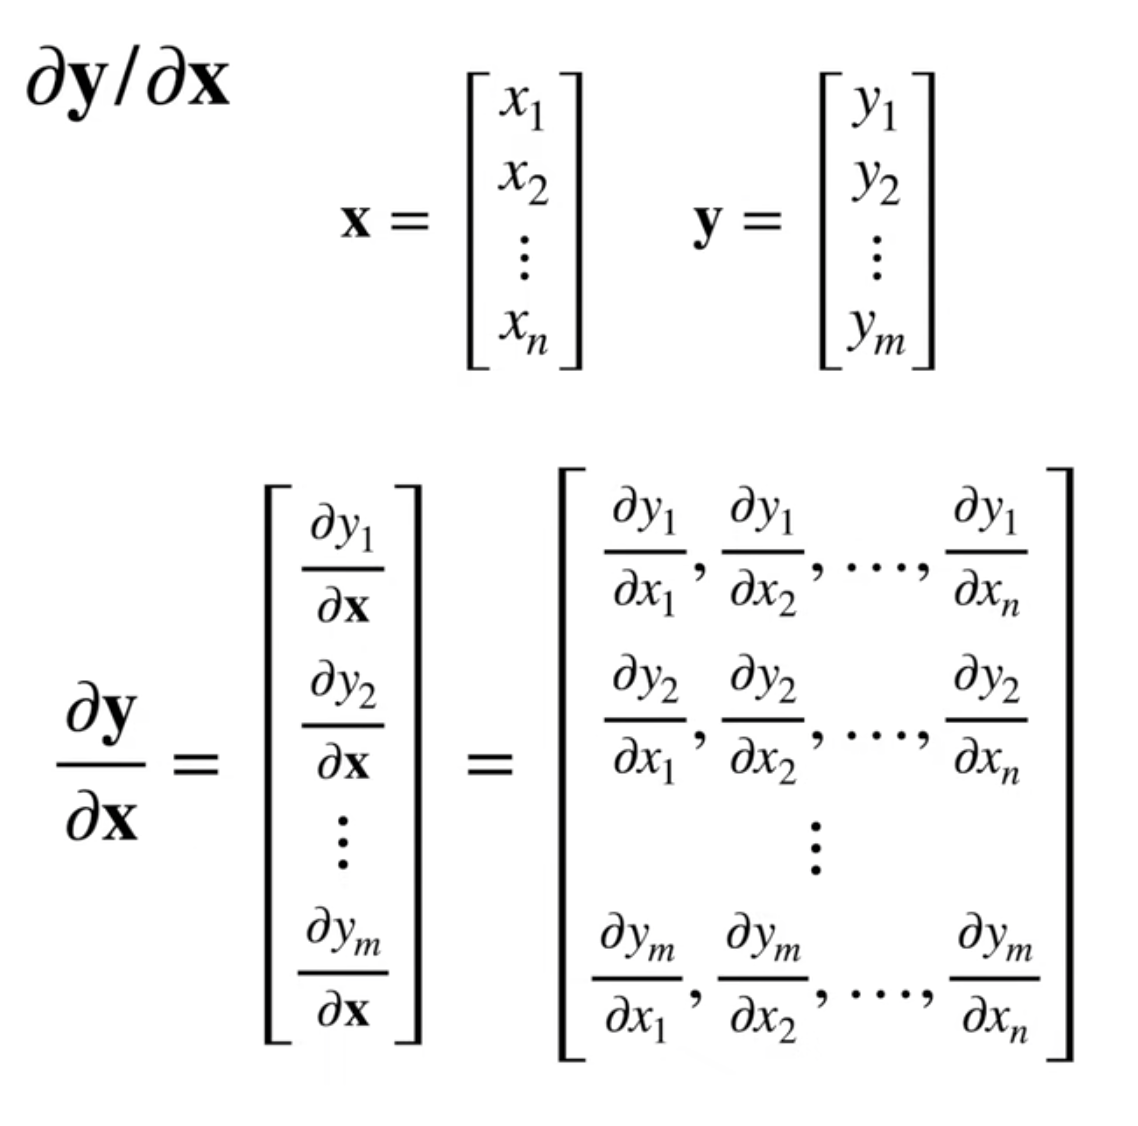 ∂𝐲/∂𝐱
𝐱 = [x₁ x₂ ⋮ xₙ]  𝐲 = [y₁ y₂ ⋮ yₘ]
∂𝐲/∂𝐱 = [∂y₁/∂𝐱 ∂y₂/∂𝐱 ⋮ ∂yₘ/∂𝐱] = [∂y₁/∂x₁, ∂y₁/∂x₂, …, ∂y₁/∂xₙ
∂y₂/∂x₁, ∂y₂/∂x₂, …, ∂y₂/∂xₙ
⋮
∂yₘ/∂x₁, ∂yₘ/∂x₂, …, ∂yₘ/∂xₙ]